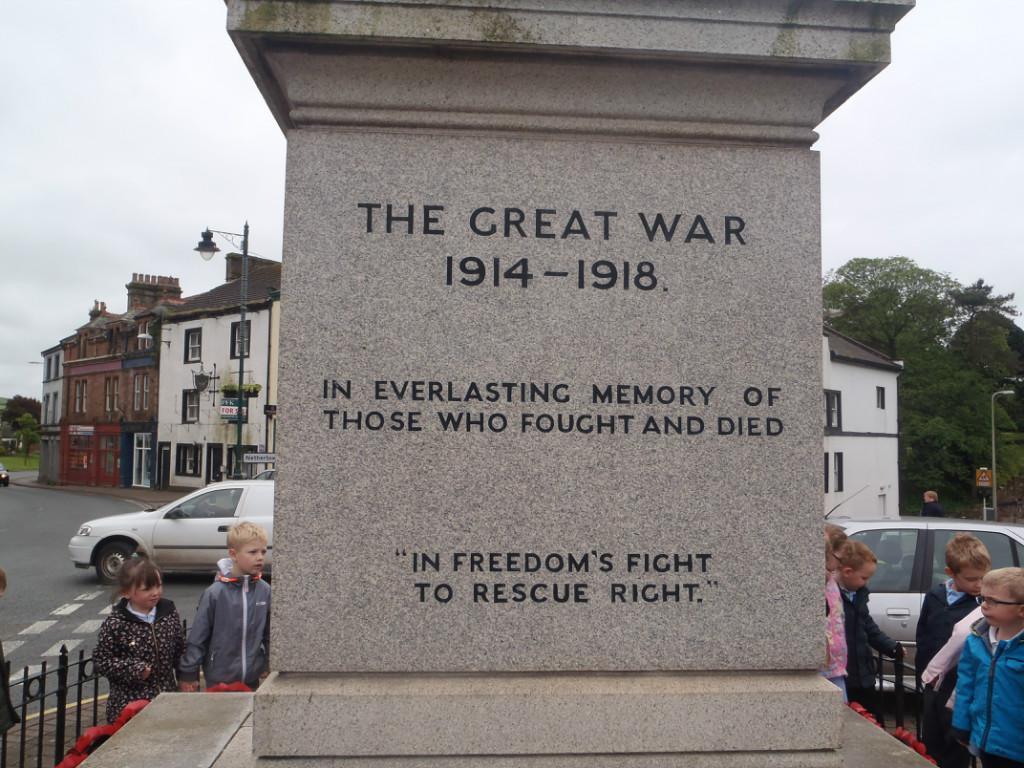 THE GREAT WAR
1914–1918.
IN EVERLASTING MEMORY OF
THOSE WHO FOUGHT AND DIED
"IN FREEDOM'S FIGHT
TO RESCUE RIGHT."
FOR